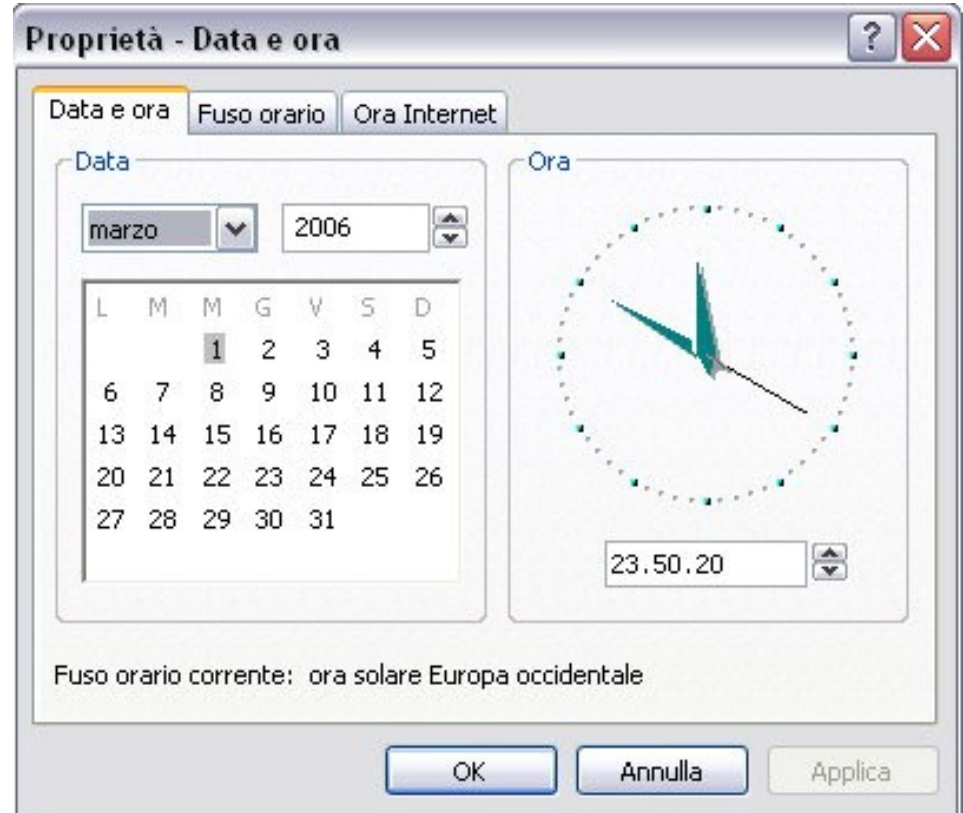 Proprietà - Data e ora
Data e ora Fuso orario Ora Internet
Data
marzo 2006
L M M G V S D
1 2 3 4 5
6 7 8 9 10 11 12
13 14 15 16 17 18 19
20 21 22 23 24 25 26
27 28 29 30 31
Ora
23.50.20
Fuso orario corrente: ora solare Europa occidentale
OK Annulla Applica